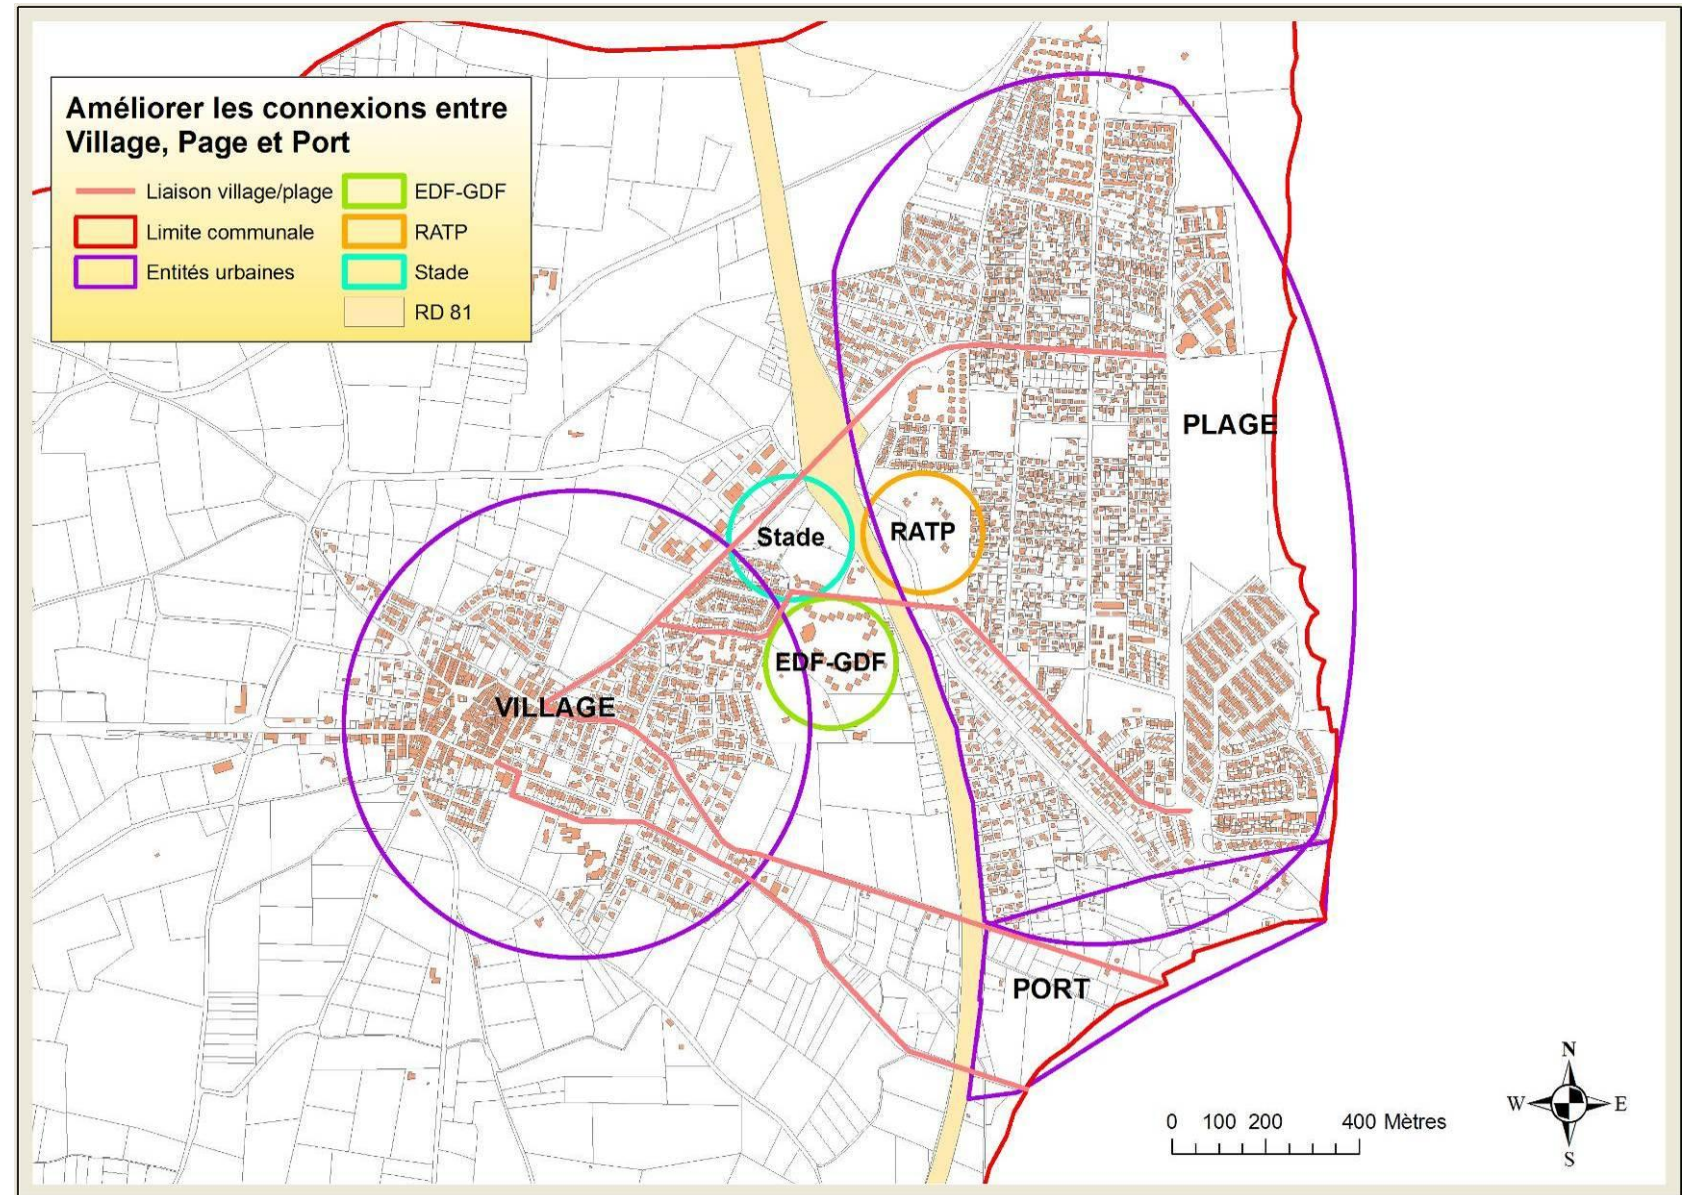 Améliorer les connexions entre
Village, Page et Port
Liaison village/plage
EDF-GDF
Limite communale
RATP
Entités urbaines
Stade
RD 81
PLAGE
Stade
RATP
EDF-GDF
VILLAGE
PORT
N
W E
S
0 100 200 400 Mètres